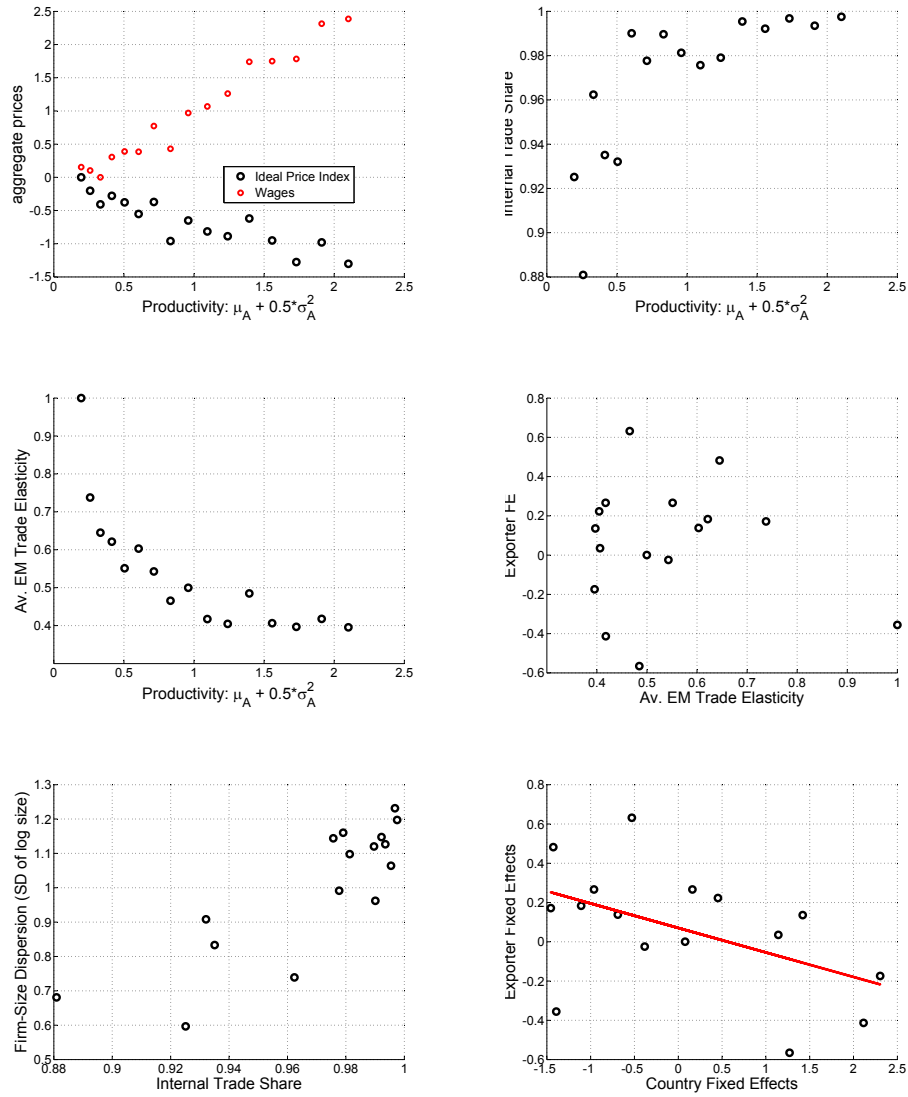 2.5
2
1.5
1
0.5
0
-0.5
-1
-1.5
aggregate prices
Ideal Price Index
Wages
0 0.5 1 1.5 2 2.5
Productivity: μ_A + 0.5*σ_A^2
1
0.98
0.96
0.94
0.92
0.9
0.88
Internal Trade Share
0 0.5 1 1.5 2 2.5
Productivity: μ_A + 0.5*σ_A^2
1
0.9
0.8
0.7
0.6
0.5
0.4
Av. EM Trade Elasticity
0 0.5 1 1.5 2 2.5
Productivity: μ_A + 0.5*σ_A^2
0.8
0.6
0.4
0.2
0
-0.2
-0.4
-0.6
Exporter FE
0.4 0.5 0.6 0.7 0.8 0.9 1
Av. EM Trade Elasticity
1.3
1.2
1.1
1
0.9
0.8
0.7
0.6
0.5
Firm-Size Dispersion (SD of log size)
0.88 0.9 0.92 0.94 0.96 0.98 1
Internal Trade Share
0.8
0.6
0.4
0.2
0
-0.2
-0.4
-0.6
Exporter Fixed Effects
-1.5 -1 -0.5 0 0.5 1 1.5 2 2.5
Country Fixed Effects